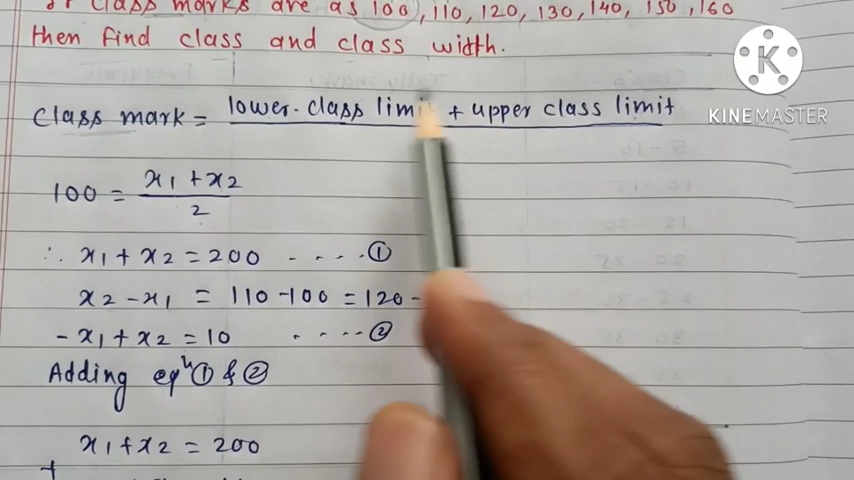 class marks are as 100, 110, 120, 130, 140, 150, 160
then find class and class width.
class mark = lower class limit + upper class limit
100 = x1 + x2 / 2
∴ x1 + x2 = 200 ..... ①
x2 - x1 = 110 - 100 = 120 -
- x1 + x2 = 10 .... ②
Adding eqn ① & ②
x1 + x2 = 200
+
K
KINEMASTER